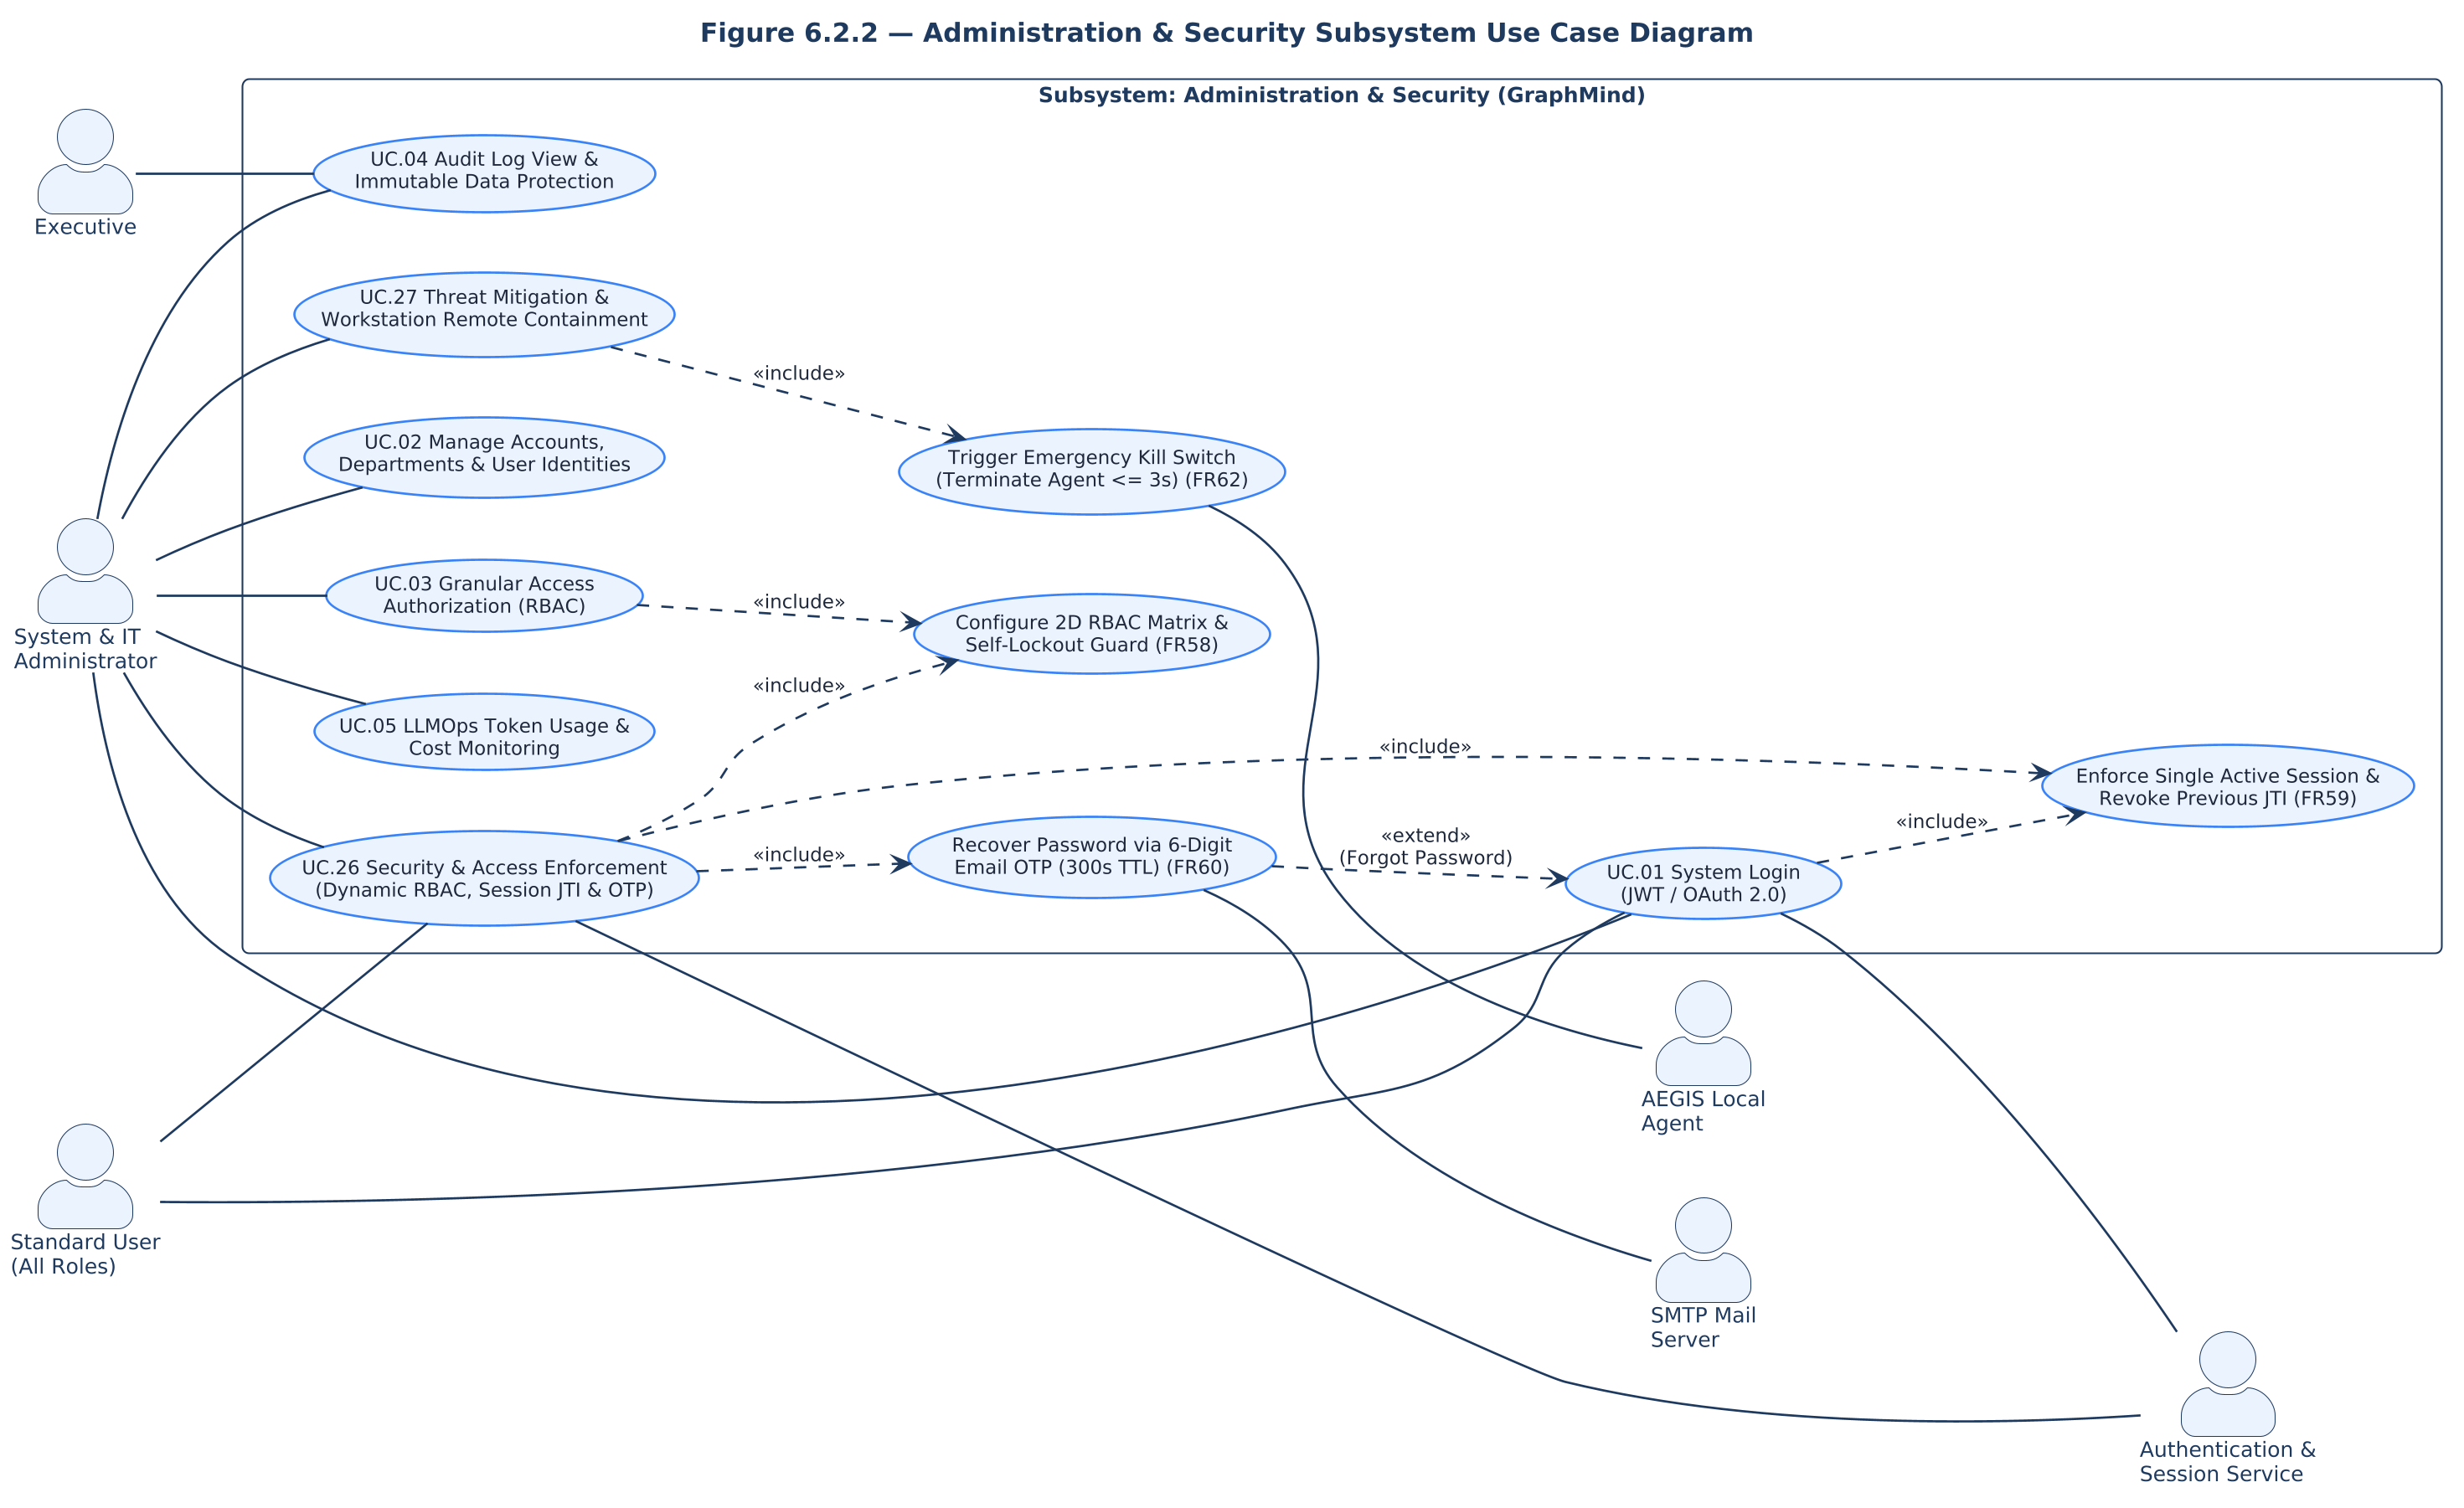 Figure 6.2.2 — Administration & Security Subsystem Use Case Diagram
Subsystem: Administration & Security (GraphMind)
Executive
UC.04 Audit Log View &
Immutable Data Protection
UC.27 Threat Mitigation &
Workstation Remote Containment
«include»
UC.02 Manage Accounts,
Departments & User Identities
Trigger Emergency Kill Switch
(Terminate Agent <= 3s) (FR62)
System & IT
Administrator
UC.03 Granular Access
Authorization (RBAC)
«include»
Configure 2D RBAC Matrix &
Self-Lockout Guard (FR58)
«include»
UC.05 LLMOps Token Usage &
Cost Monitoring
«include»
Enforce Single Active Session &
Revoke Previous JTI (FR59)
«include»
UC.26 Security & Access Enforcement
(Dynamic RBAC, Session JTI & OTP)
«include»
Recover Password via 6-Digit
Email OTP (300s TTL) (FR60)
«extend»
(Forgot Password)
UC.01 System Login
(JWT / OAuth 2.0)
AEGIS Local
Agent
Standard User
(All Roles)
SMTP Mail
Server
Authentication &
Session Service